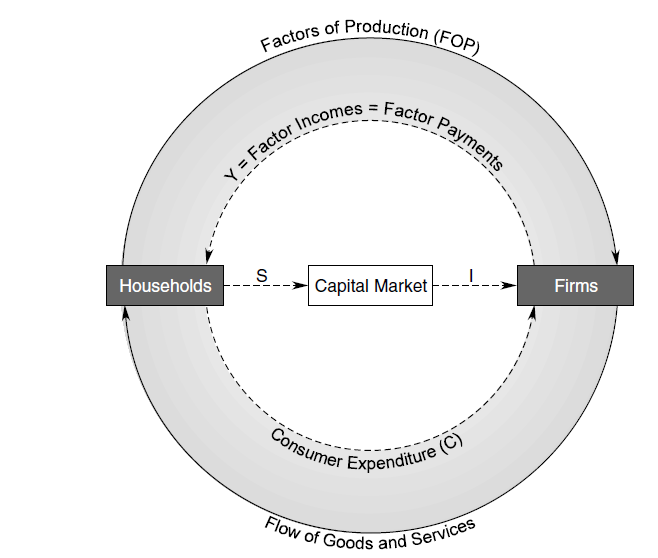 Factors of Production (FOP)
Y = Factor Incomes = Factor Payments
Households
S
Capital Market
I
Firms
Consumer Expenditure (C)
Flow of Goods and Services